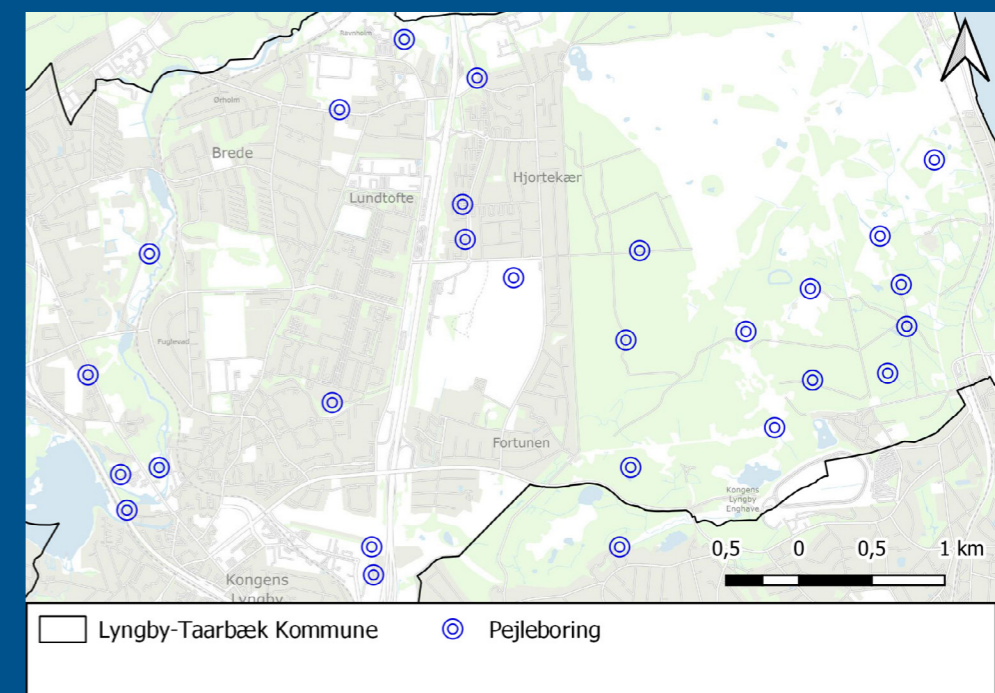 Ravnholm
Ørholm
Brede
Hjortekær
Lundtofte
Fuglevad
Fortunen
Kongens
Lyngby
Enghave
0,5 0 0,5 1 km
Kongens
Lyngby
Lyngby-Taarbæk Kommune Pejleboring